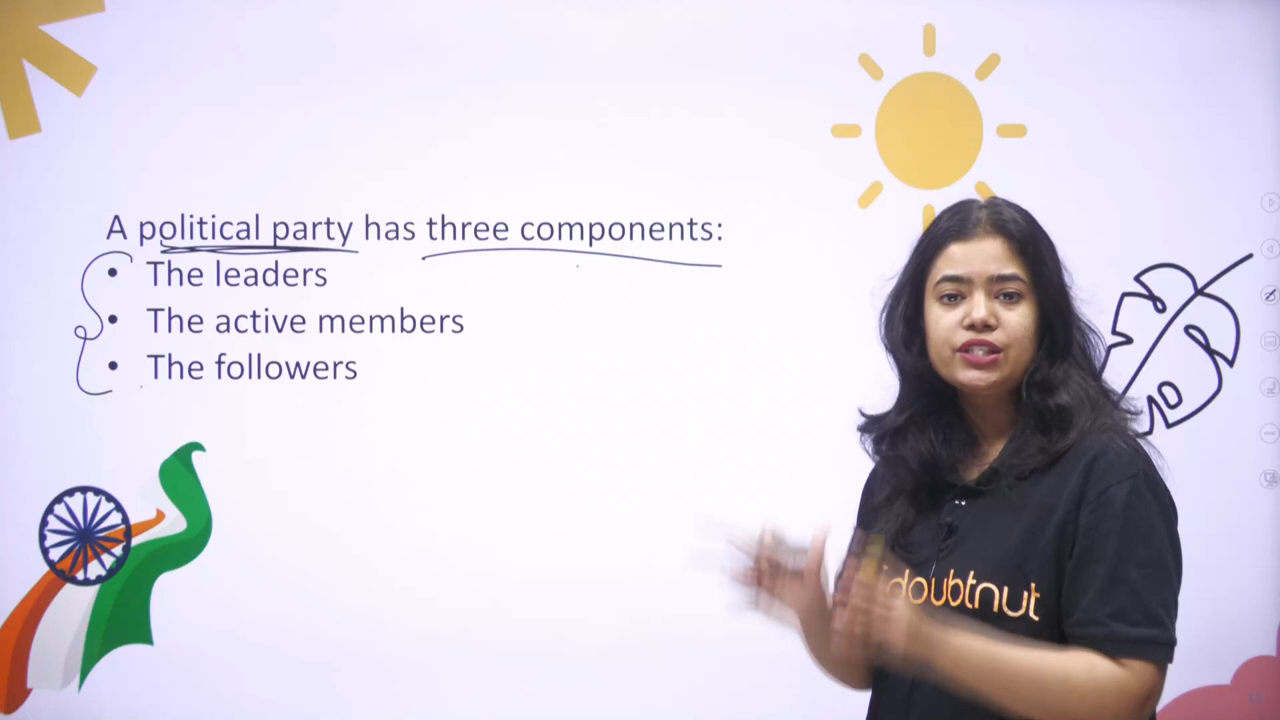 A political party has three components:
• The leaders
• The active members
• The followers
doubtnut